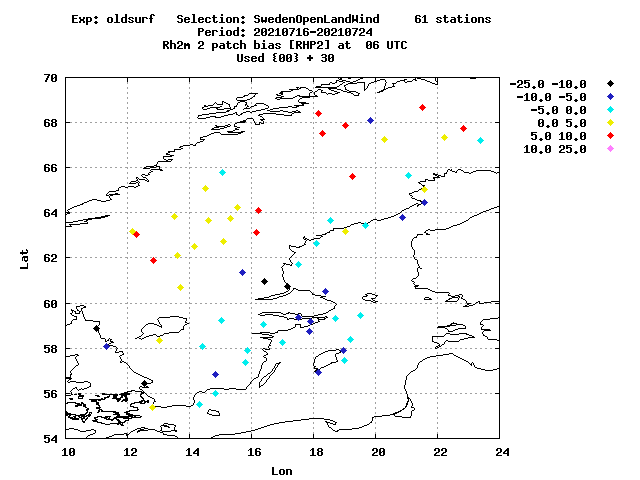 Exp: oldsurf   Selection: SwedenOpenLandWind     61 stations
Period: 20210716-20210724
Rh2m 2 patch bias [RHP2] at  06 UTC
Used {00} + 30
-25.0 -10.0
-10.0 -5.0
-5.0 0.0
0.0 5.0
5.0 10.0
10.0 25.0
70
68
66
64
62
60
58
56
54
Lat
10 12 14 16 18 20 22 24
Lon